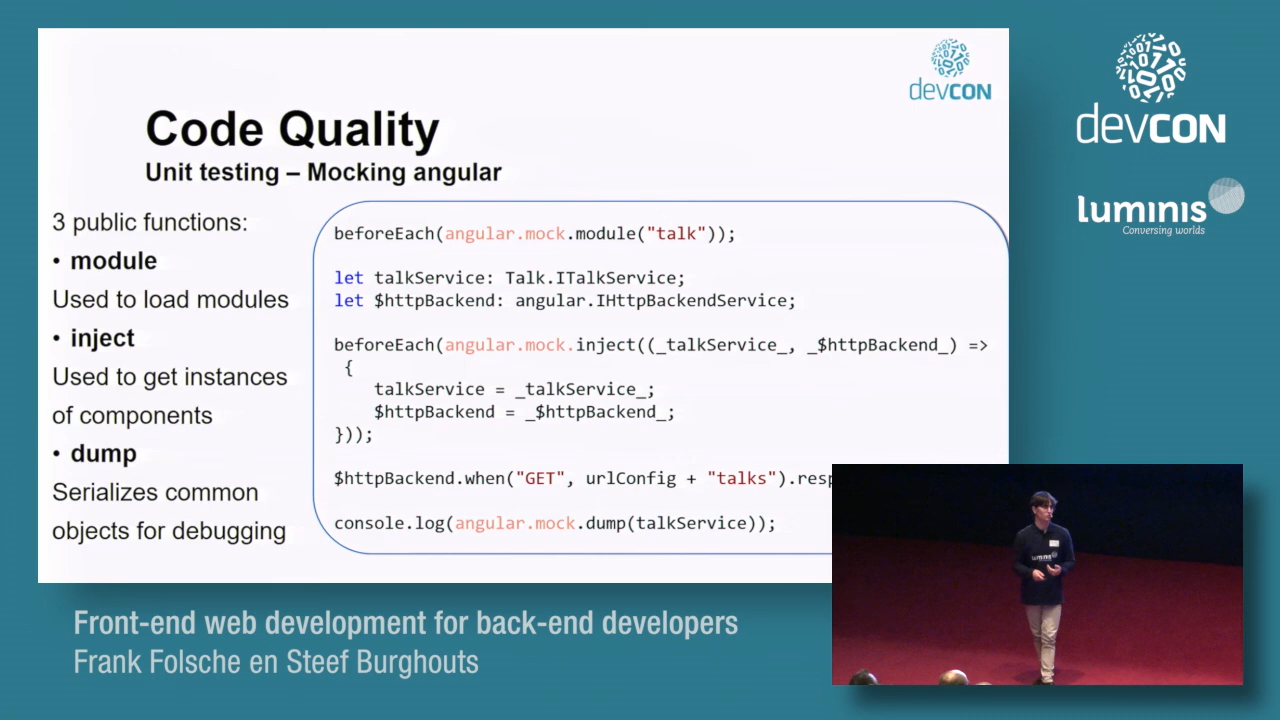 devcon
Code Quality
Unit testing – Mocking angular
3 public functions:
• module
Used to load modules
• inject
Used to get instances
of components
• dump
Serializes common
objects for debugging
beforeEach(angular.mock.module("talk"));
let talkService: Talk.ITalkService;
let $httpBackend: angular.IHttpBackendService;
beforeEach(angular.mock.inject((_talkService_, _$httpBackend_) =>
{
talkService = _talkService_;
$httpBackend = _$httpBackend_;
}));
$httpBackend.when("GET", urlConfig + "talks").resp
console.log(angular.mock.dump(talkService));
devCON
luminis
Conversing worlds
luminis
Front-end web development for back-end developers
Frank Folsche en Steef Burghouts